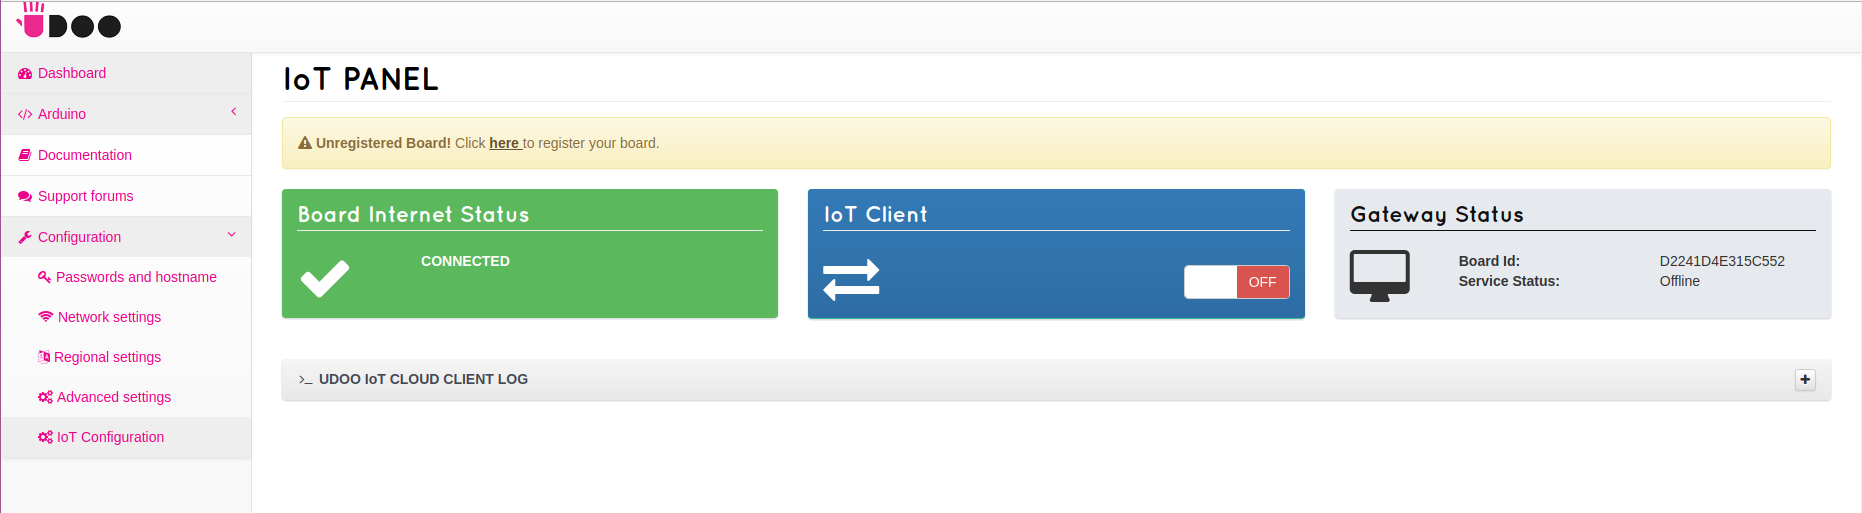 UDOO
Dashboard
Arduino
Documentation
Support forums
Configuration
Passwords and hostname
Network settings
Regional settings
Advanced settings
IoT Configuration
IoT PANEL
Unregistered Board! Click here to register your board.
Board Internet Status
CONNECTED
IoT Client
OFF
Gateway Status
Board Id: D2241D4E315C552
Service Status: Offline
>_ UDOO IoT CLOUD CLIENT LOG